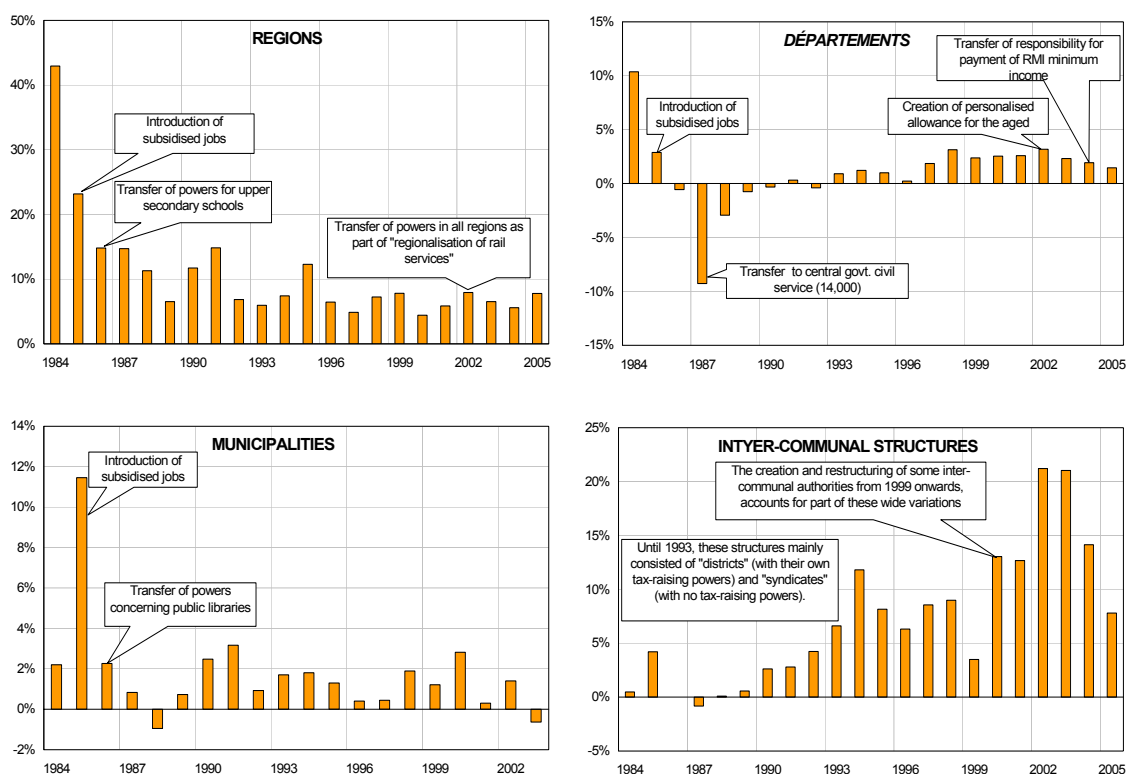 REGIONS
50%
40%
30%
20%
10%
0%
Introduction of
subsidised jobs
Transfer of powers for upper
secondary schools
Transfer of powers in all regions as
part of "regionalisation of rail
services"
1984 1987 1990 1993 1996 1999 2002 2005
DÉPARTEMENTS
15%
10%
5%
0%
-5%
-10%
-15%
Transfer of responsibility for
payment of RMI minimum
income
Introduction of
subsidised jobs
Creation of personalised
allowance for the aged
Transfer to central govt. civil
service (14,000)
1984 1987 1990 1993 1996 1999 2002 2005
MUNICIPALITIES
14%
12%
10%
8%
6%
4%
2%
0%
-2%
Introduction of
subsidised jobs
Transfer of powers
concerning public libraries
1984 1987 1990 1993 1996 1999 2002
INTYER-COMMUNAL STRUCTURES
25%
20%
15%
10%
5%
0%
-5%
The creation and restructuring of some inter-
communal authorities from 1999 onwards,
accounts for part of these wide variations
Until 1993, these structures mainly
consisted of "districts" (with their own
tax-raising powers) and "syndicates"
(with no tax-raising powers).
1984 1987 1990 1993 1996 1999 2002 2005